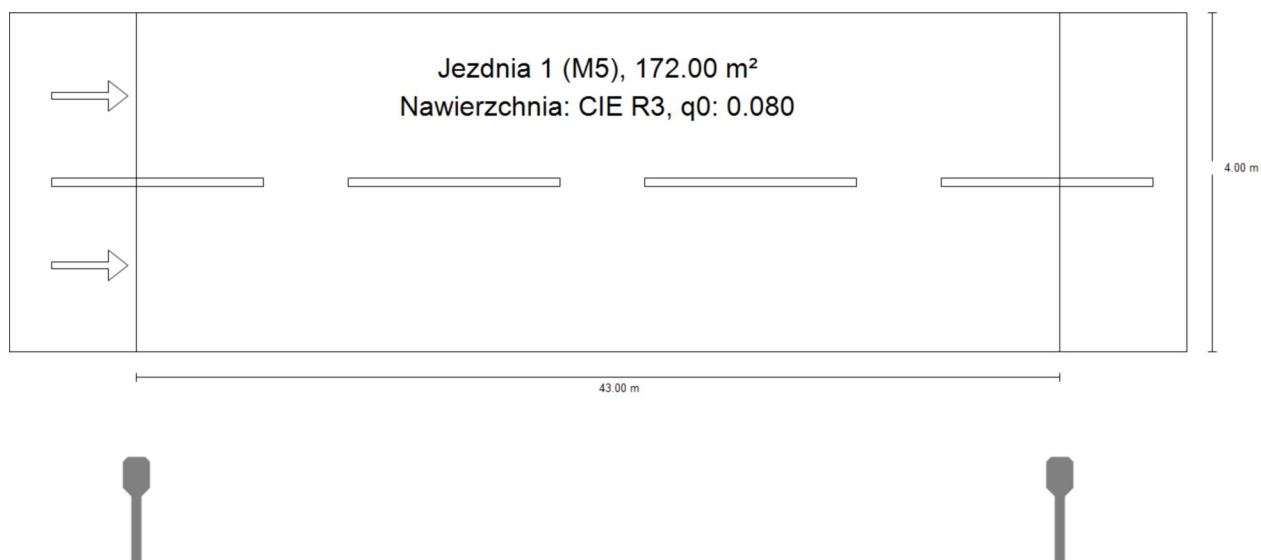 Jezdnia 1 (M5), 172.00 m²
Nawierzchnia: CIE R3, q0: 0.080
4.00 m
43.00 m